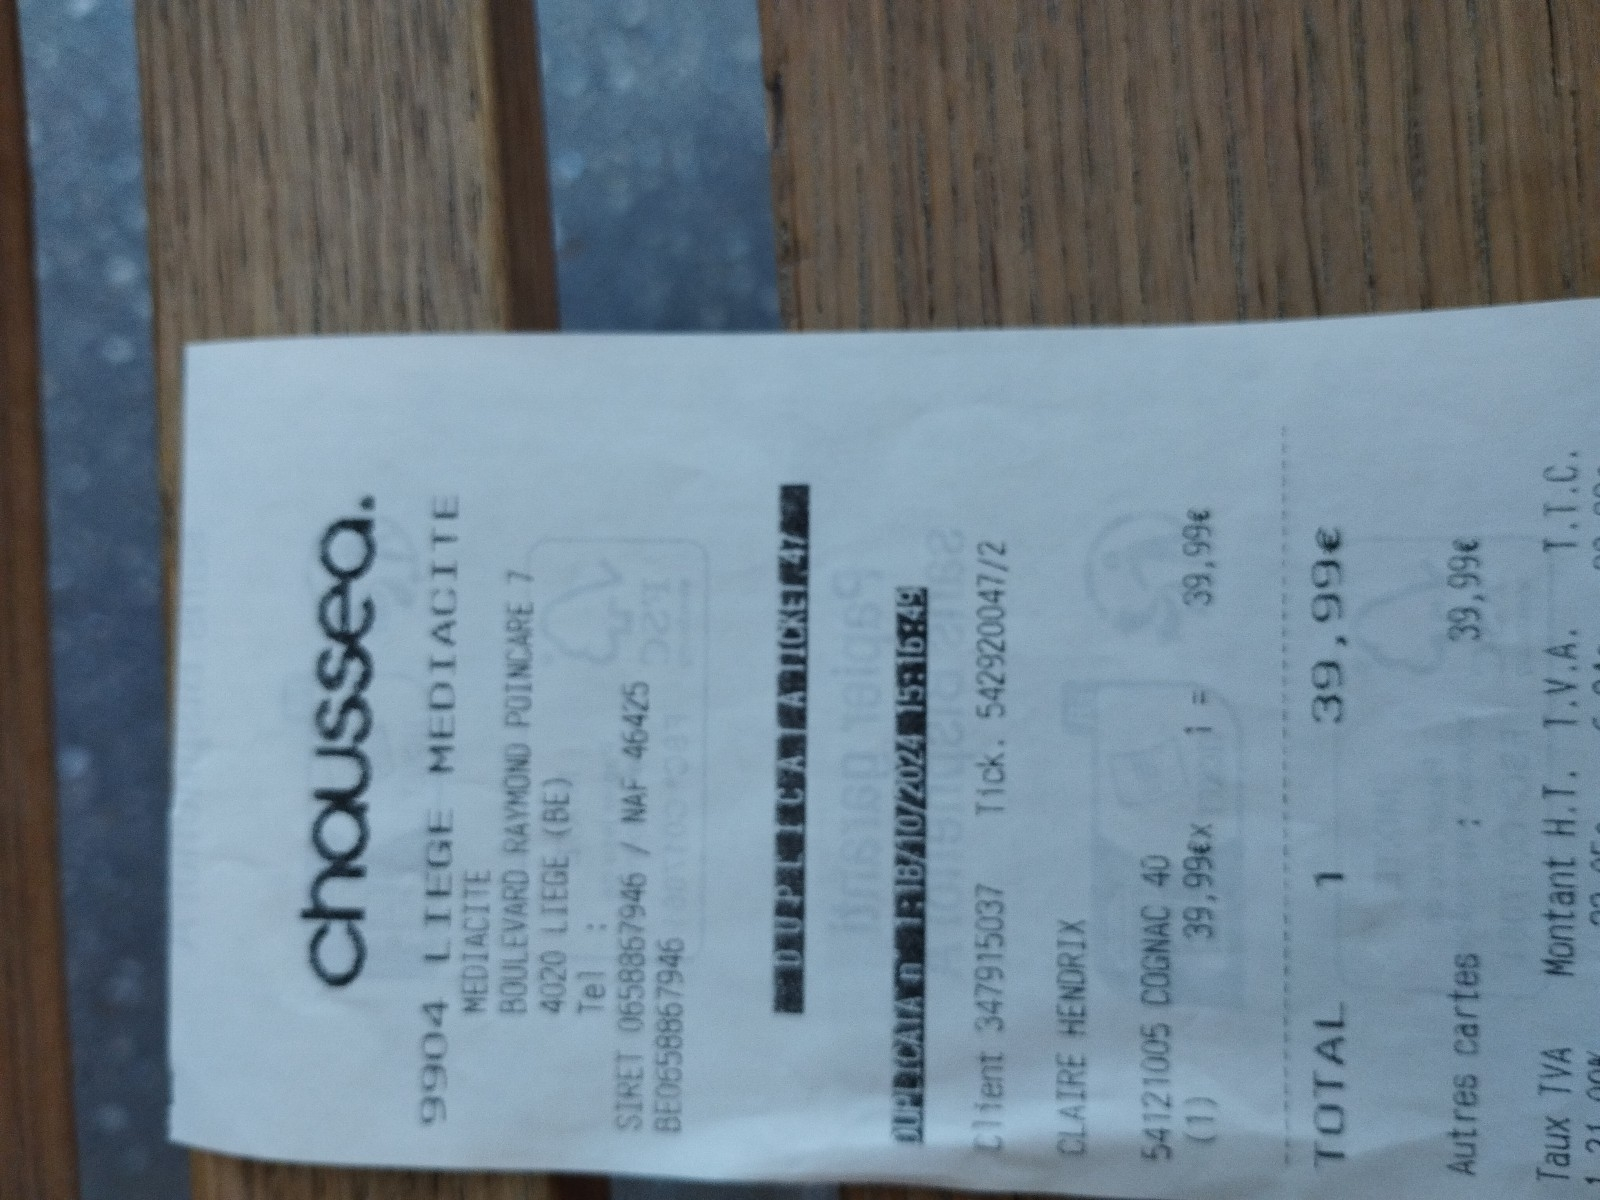 chaussea.
9904 LIEGE MEDIACITE
MEDIACITE
BOULEVARD RAYMOND POINCARE 7
4020 LIEGE (BE)
Tel :
SIRET 0658867946 / NAF 46425
BE0658867946
D U P L I C A T A TICKET 47
DUPLICATA n 1 R1B/10/2024 15:16:49
Client 347915037 Tick. 542920047/2
CLAIRE HENDRIX
54121005 COGNAC 40
(1) 39,99€x 1 = 39,99€
TOTAL 1 39,99€
Autres cartes : 39,99€
Taux TVA Montant H.T. T.V.A. T.T.C.